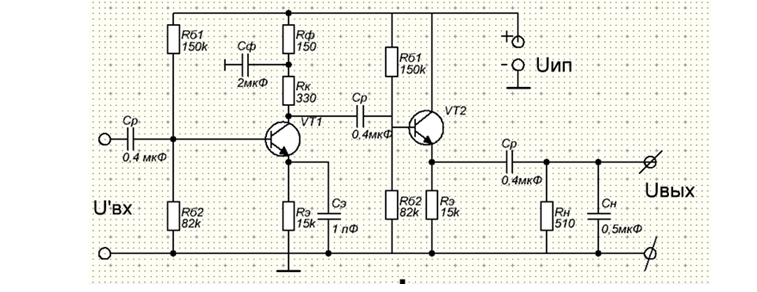 Rб1
150k
Rф
150
Cф
2мкФ
Rк
330
Rб1
150k
+
-
Uип
Cр
0,4 мкФ
VT1
Cр
0,4мкФ
VT2
U'вх
Rб2
82k
Rэ
15k
Cэ
1 пФ
Rб2
82k
Rэ
15k
Cр
0,4мкФ
Rн
510
Cн
0,5мкФ
Uвых